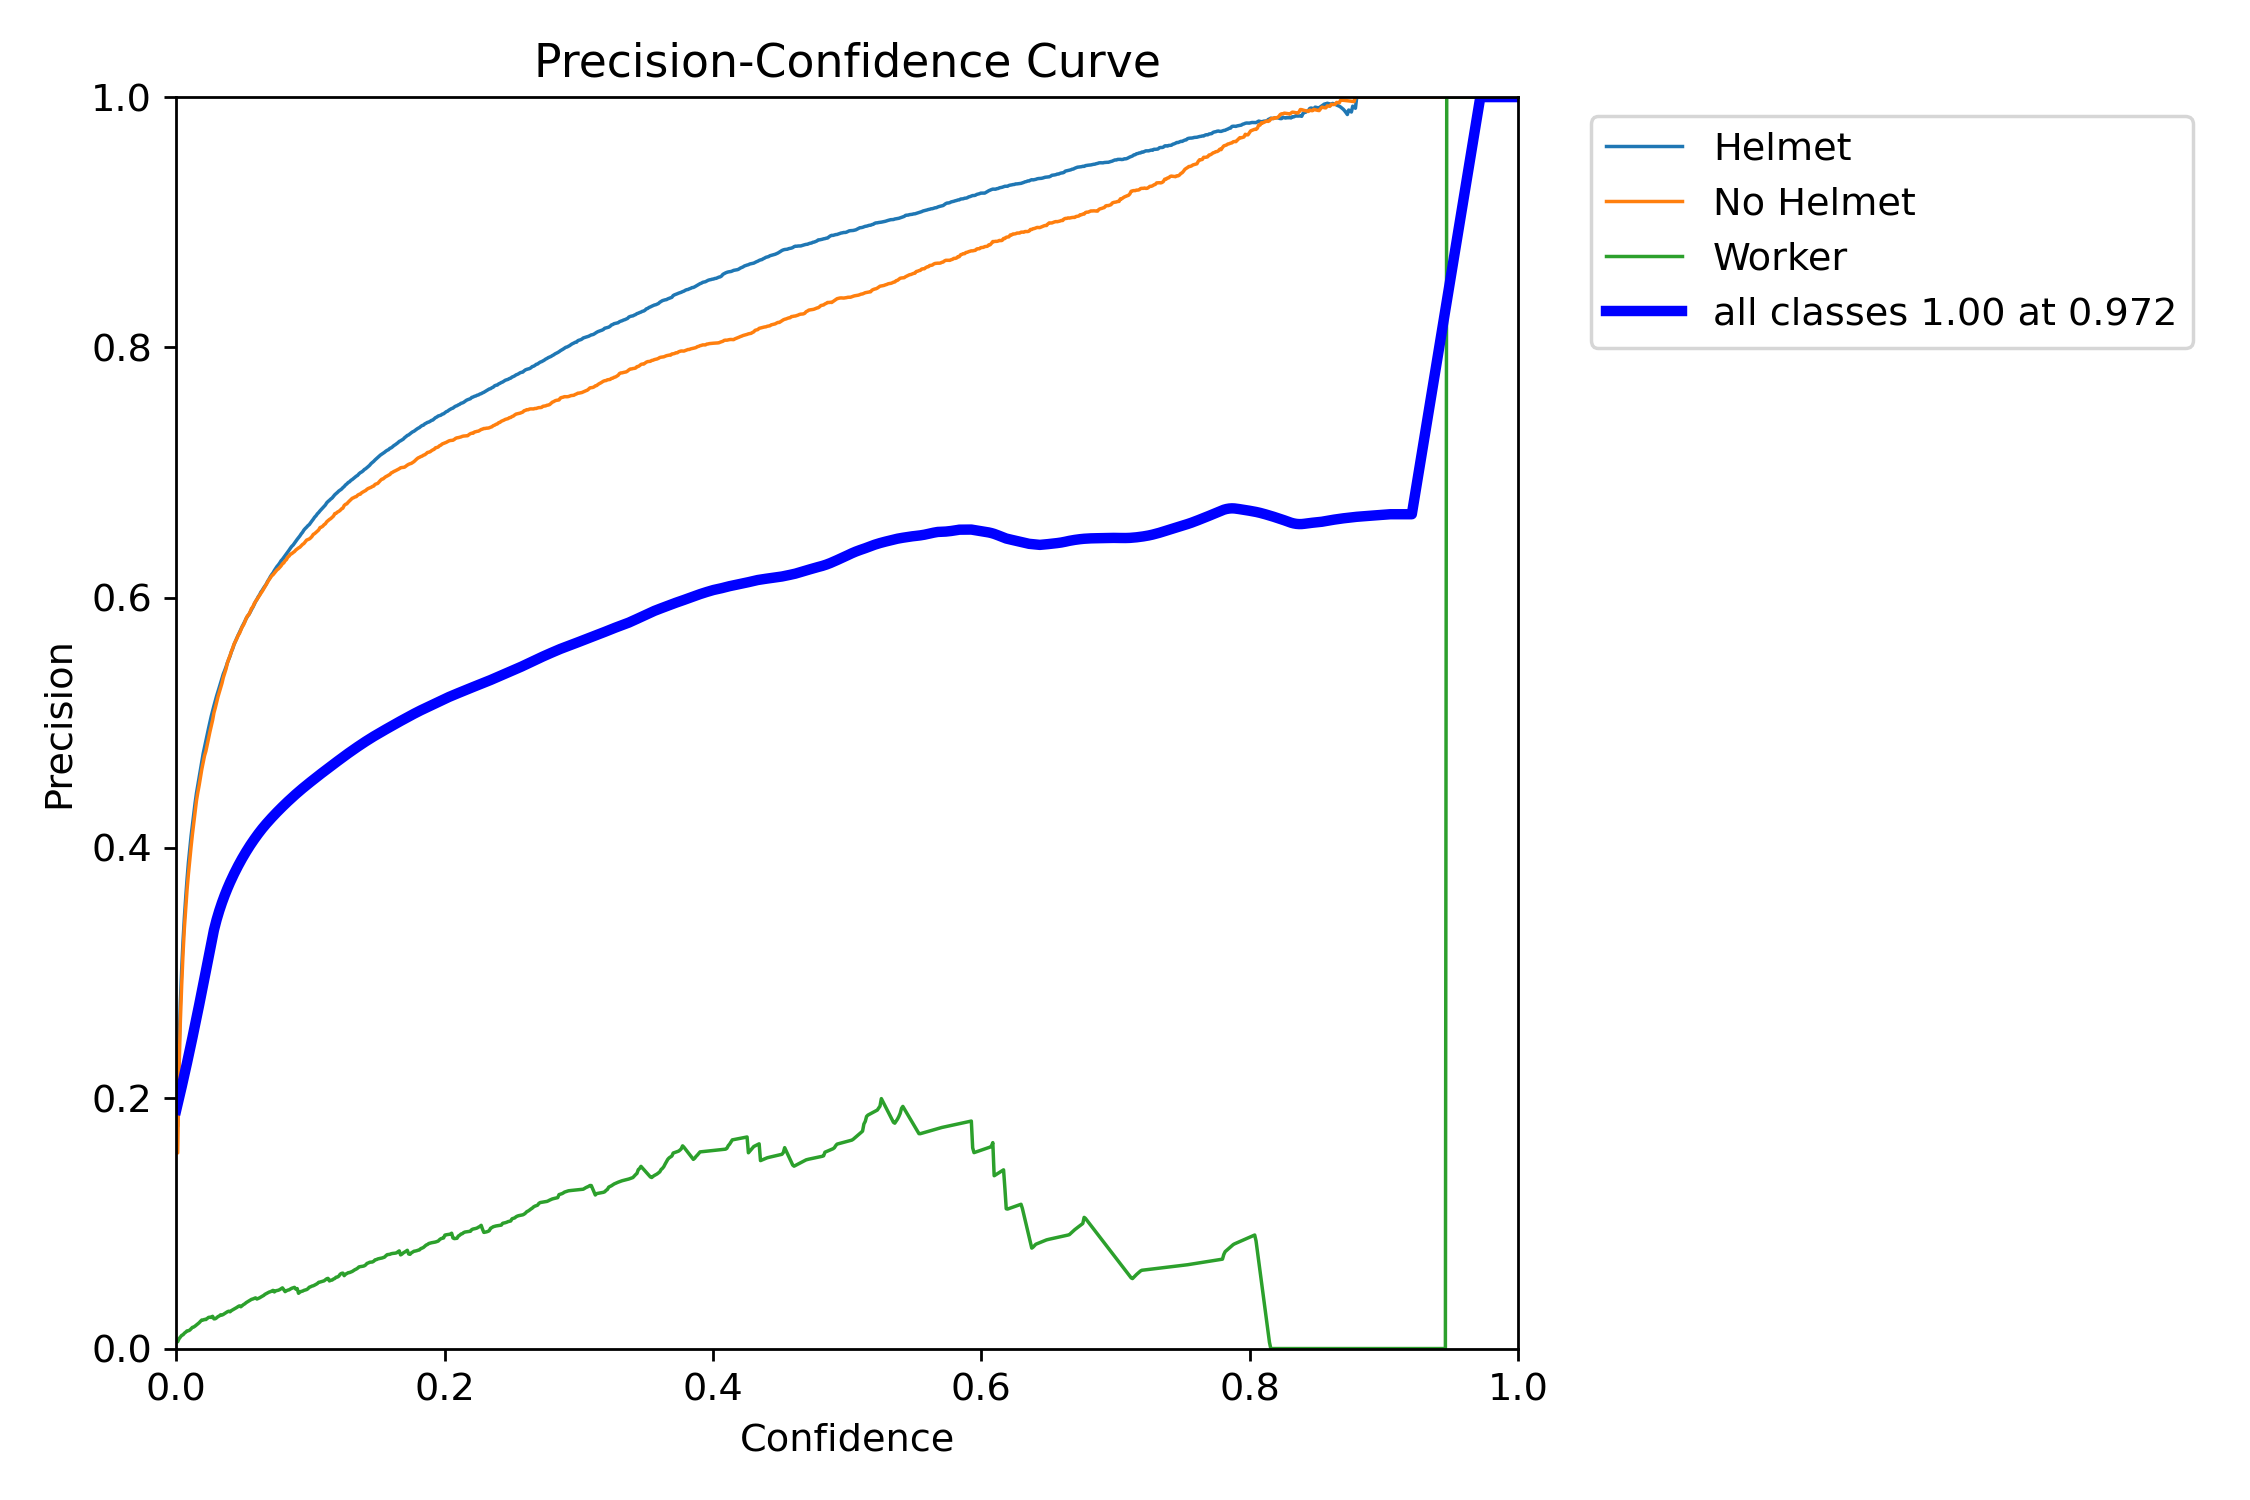 Precision-Confidence Curve
1.0
0.8
0.6
0.4
0.2
0.0
Precision
0.0 0.2 0.4 0.6 0.8 1.0
Confidence
Helmet
No Helmet
Worker
all classes 1.00 at 0.972